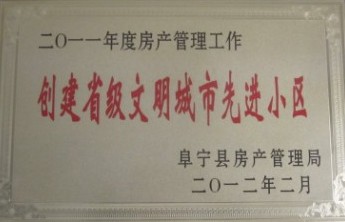 二〇一一年度房产管理工作
创建省级文明城市先进小区
阜宁县房产管理局
二〇一二年二月